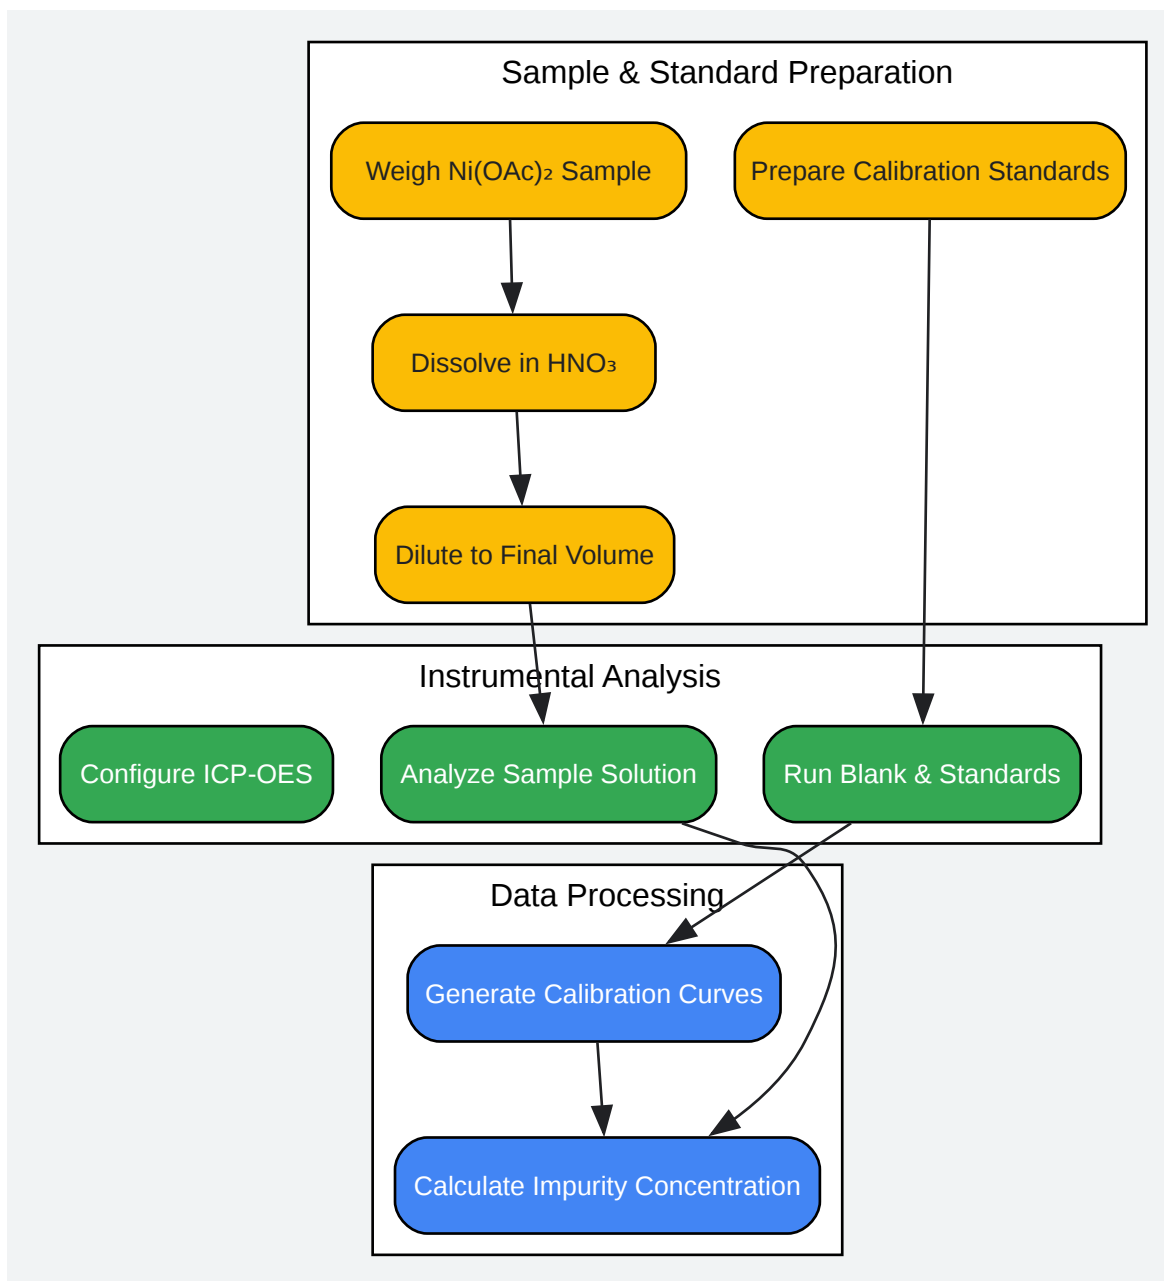 Sample & Standard Preparation
Weigh Ni(OAc)₂ Sample
Prepare Calibration Standards
Dissolve in HNO₃
Dilute to Final Volume
Instrumental Analysis
Configure ICP-OES
Analyze Sample Solution
Run Blank & Standards
Data Processing
Generate Calibration Curves
Calculate Impurity Concentration